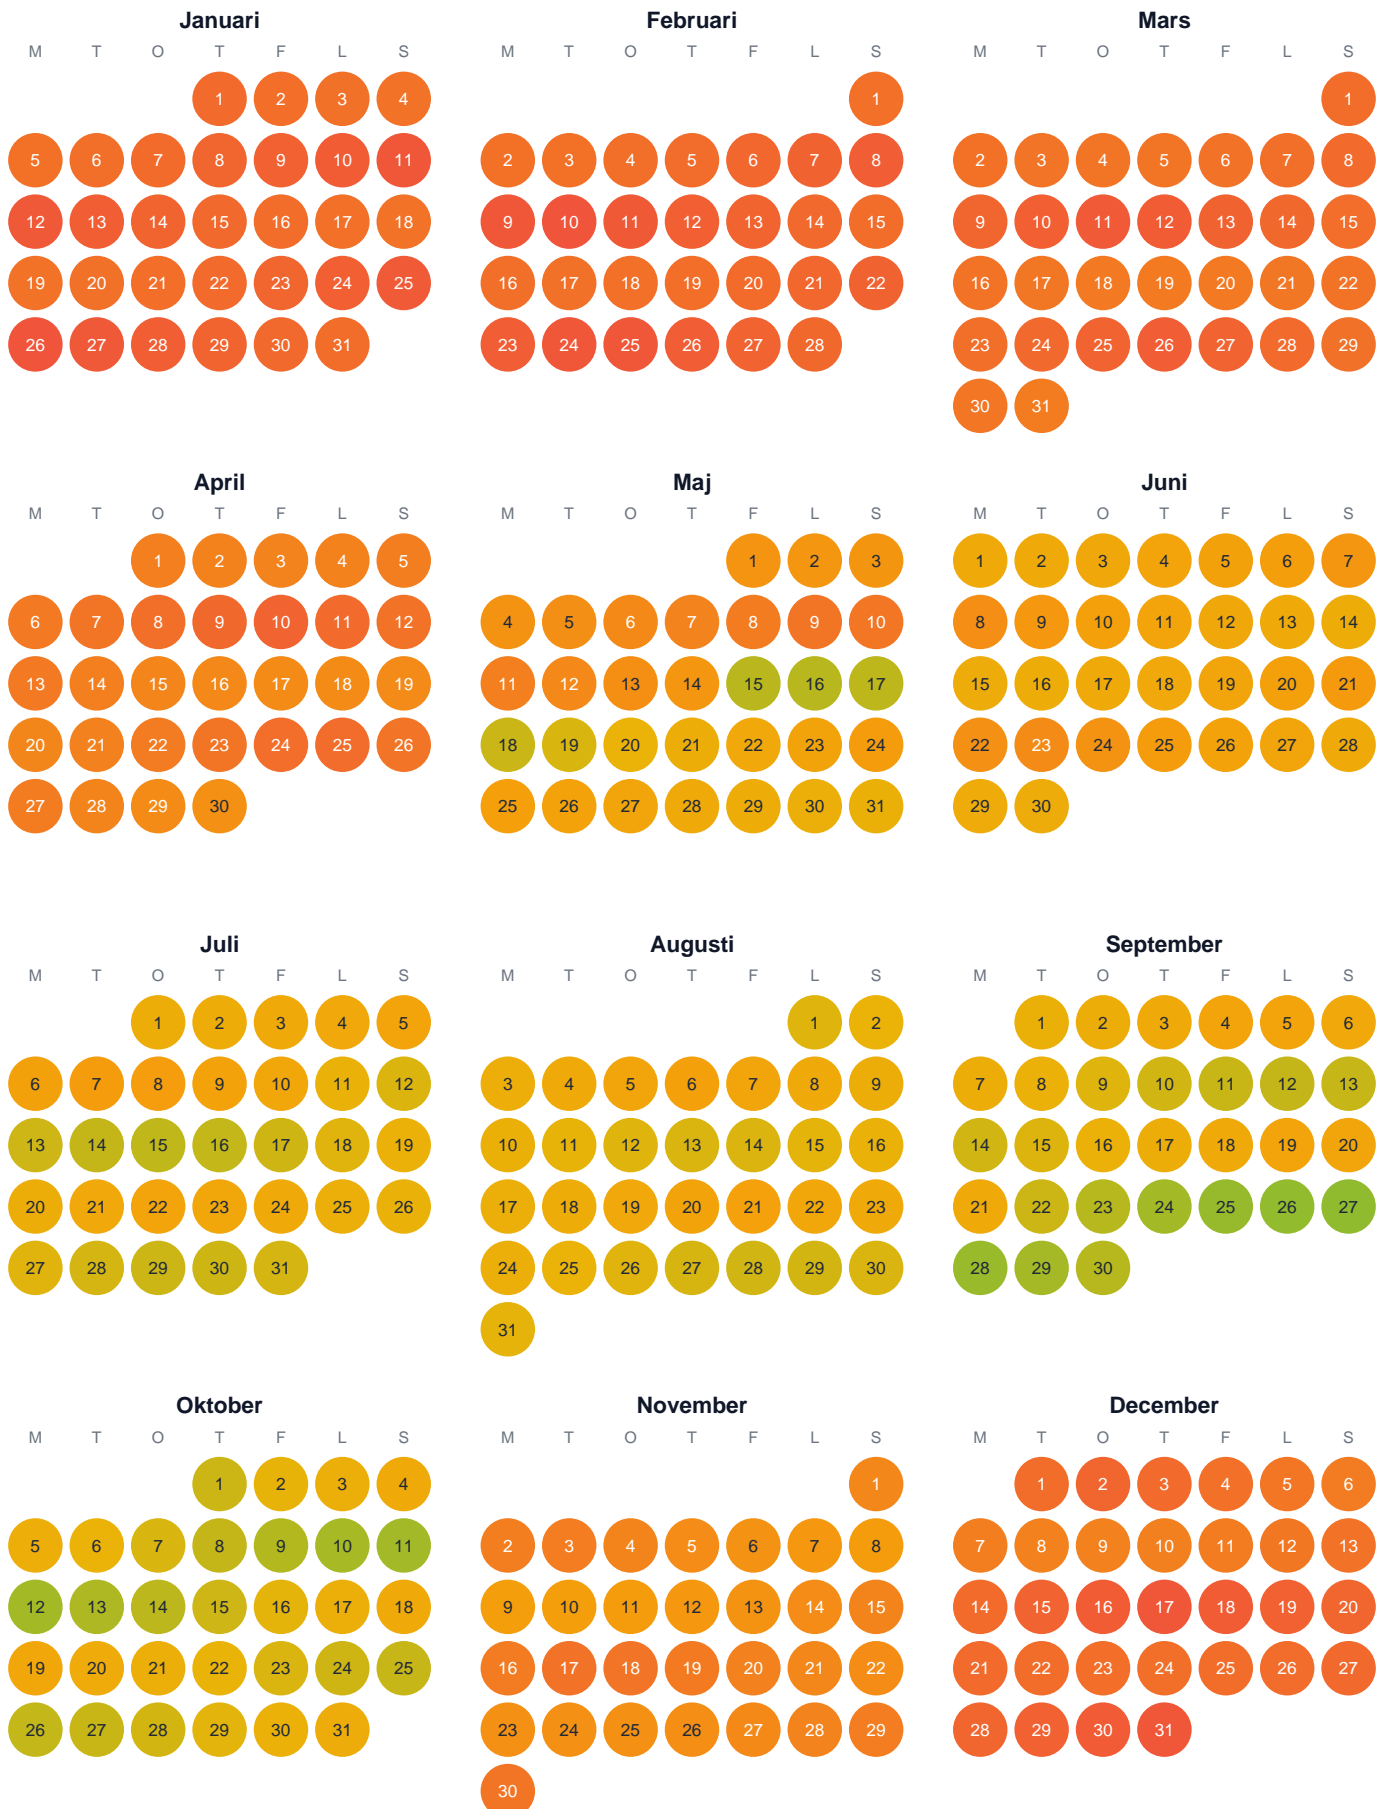 Januari Februari Mars
M T O T F L S M T O T F L S M T O T F L S
1 2 3 4 1 1
5 6 7 8 9 10 11 2 3 4 5 6 7 8 2 3 4 5 6 7 8
12 13 14 15 16 17 18 9 10 11 12 13 14 15 9 10 11 12 13 14 15
19 20 21 22 23 24 25 16 17 18 19 20 21 22 16 17 18 19 20 21 22
26 27 28 29 30 31 23 24 25 26 27 28 23 24 25 26 27 28 29
30 31
April Maj Juni
M T O T F L S M T O T F L S M T O T F L S
1 2 3 4 5 1 2 3 1 2 3 4 5 6 7
6 7 8 9 10 11 12 4 5 6 7 8 9 10 8 9 10 11 12 13 14
13 14 15 16 17 18 19 11 12 13 14 15 16 17 15 16 17 18 19 20 21
20 21 22 23 24 25 26 18 19 20 21 22 23 24 22 23 24 25 26 27 28
27 28 29 30 25 26 27 28 29 30 31 29 30
Juli Augusti September
M T O T F L S M T O T F L S M T O T F L S
1 2 3 4 5 1 2 1 2 3 4 5 6
6 7 8 9 10 11 12 3 4 5 6 7 8 9 7 8 9 10 11 12 13
13 14 15 16 17 18 19 10 11 12 13 14 15 16 14 15 16 17 18 19 20
20 21 22 23 24 25 26 17 18 19 20 21 22 23 21 22 23 24 25 26 27
27 28 29 30 31 24 25 26 27 28 29 30 28 29 30
31
Oktober November December
M T O T F L S M T O T F L S M T O T F L S
1 2 3 4 1 1 2 3 4 5 6
5 6 7 8 9 10 11 2 3 4 5 6 7 8 7 8 9 10 11 12 13
12 13 14 15 16 17 18 9 10 11 12 13 14 15 14 15 16 17 18 19 20
19 20 21 22 23 24 25 16 17 18 19 20 21 22 21 22 23 24 25 26 27
26 27 28 29 30 31 23 24 25 26 27 28 29 28 29 30 31
30